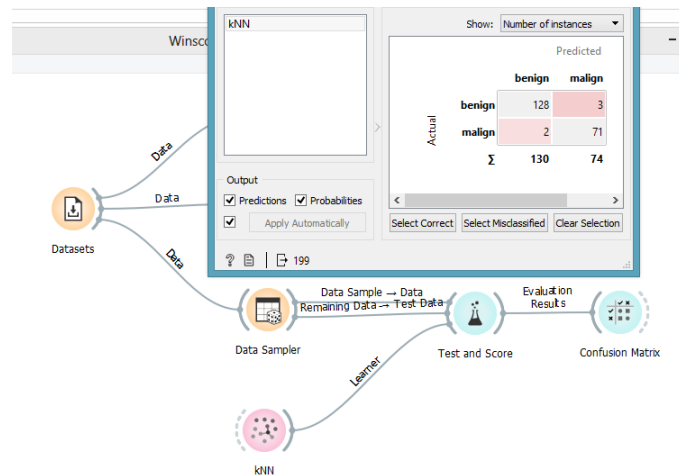 Winsco
kNN
Show: Number of instances
Predicted
benign malign
Actual
benign 128 3
malign 2 71
Σ 130 74
Output
Predictions Probabilities
Apply Automatically
Select Correct Select Misclassified Clear Selection
? 199
Data
Data
Data
Datasets
Data Sample → Data
Remaining Data → Test Data
Evaluation
Results
Data Sampler
Test and Score
Confusion Matrix
Learner
kNN